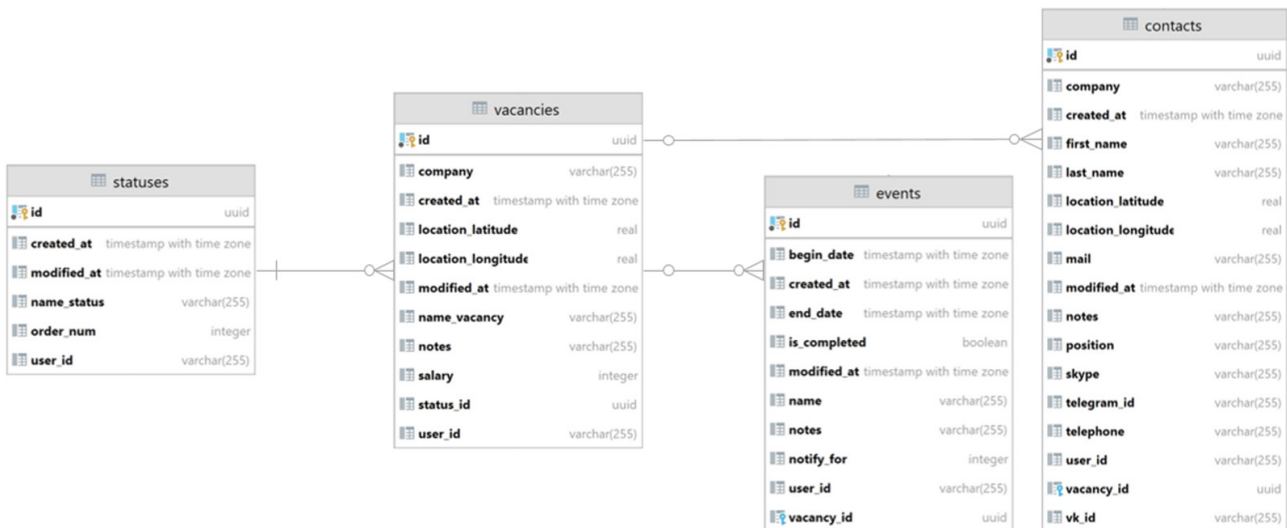 statuses
id uuid
created_at timestamp with time zone
modified_at timestamp with time zone
name_status varchar(255)
order_num integer
user_id varchar(255)
vacancies
id uuid
company varchar(255)
created_at timestamp with time zone
location_latitude real
location_longitude real
modified_at timestamp with time zone
name_vacancy varchar(255)
notes varchar(255)
salary integer
status_id uuid
user_id varchar(255)
events
id uuid
begin_date timestamp with time zone
created_at timestamp with time zone
end_date timestamp with time zone
is_completed boolean
modified_at timestamp with time zone
name varchar(255)
notes varchar(255)
notify_for integer
user_id varchar(255)
vacancy_id uuid
contacts
id uuid
company varchar(255)
created_at timestamp with time zone
first_name varchar(255)
last_name varchar(255)
location_latitude real
location_longitude real
mail varchar(255)
modified_at timestamp with time zone
notes varchar(255)
position varchar(255)
skype varchar(255)
telegram_id varchar(255)
telephone varchar(255)
user_id varchar(255)
vacancy_id uuid
vk_id varchar(255)